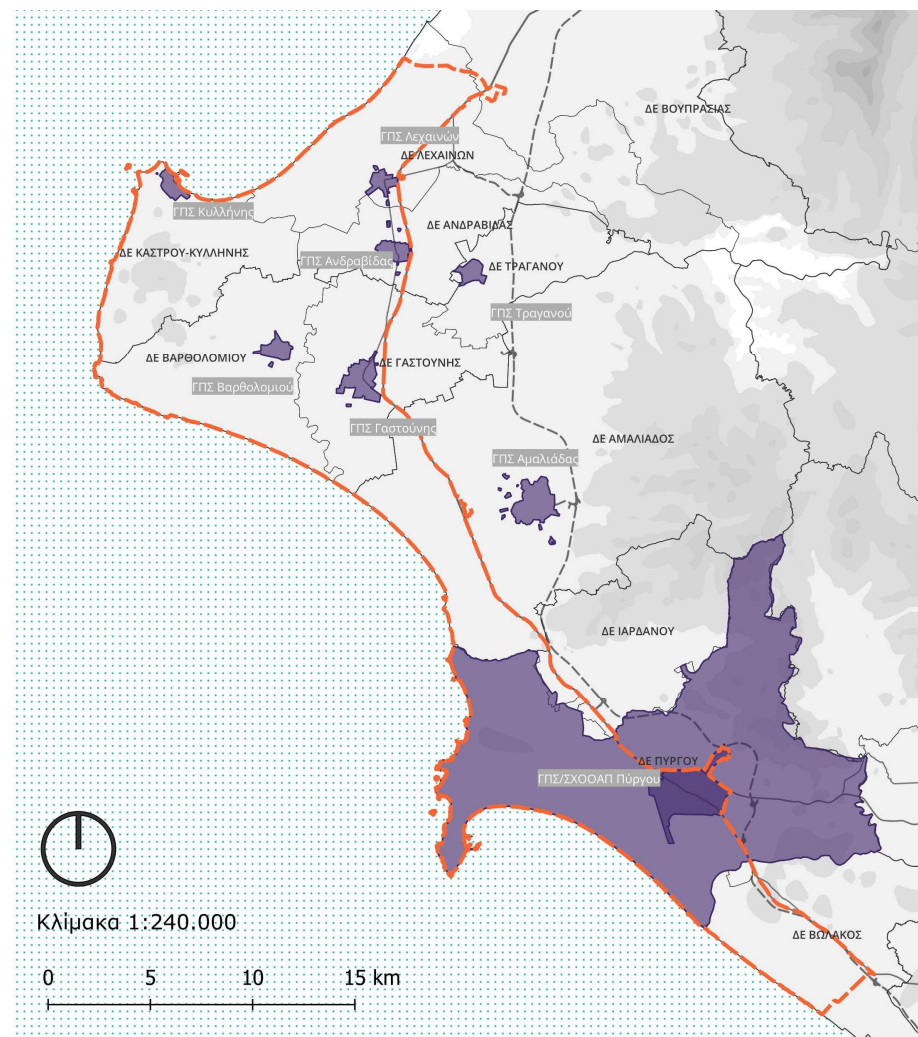 ΔΕ ΒΟΥΠΡΑΣΙΑΣ
ΓΠΣ Λεχαινών
ΔΕ ΛΕΧΑΙΝΩΝ
ΓΠΣ Κυλλήνης
ΔΕ ΑΝΔΡΑΒΙΔΑΣ
ΔΕ ΚΑΣΤΡΟΥ-ΚΥΛΛΗΝΗΣ
ΓΠΣ Ανδραβίδας
ΔΕ ΤΡΑΓΑΝΟΥ
ΓΠΣ Τραγανού
ΔΕ ΒΑΡΘΟΛΟΜΙΟΥ
ΔΕ ΓΑΣΤΟΥΝΗΣ
ΓΠΣ Βαρθολομιού
ΓΠΣ Γαστούνης
ΔΕ ΑΜΑΛΙΑΔΟΣ
ΓΠΣ Αμαλιάδας
ΔΕ ΙΑΡΔΑΝΟΥ
ΔΕ ΠΥΡΓΟΥ
ΓΠΣ/ΣΧΟΟΑΠ Πύργου
ΔΕ ΒΩΛΑΚΟΣ
Κλίμακα 1:240.000
0 5 10 15 km